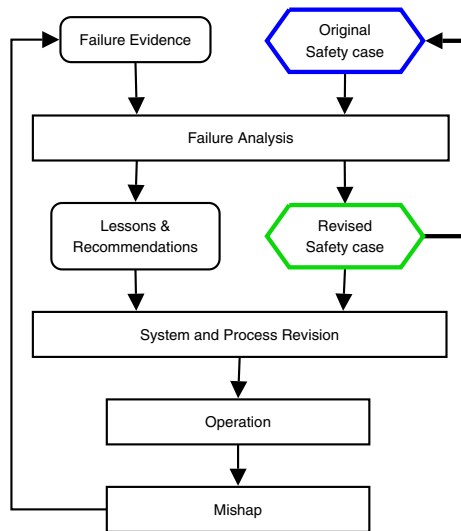 Failure Evidence
Original
Safety case
Failure Analysis
Lessons &
Recommendations
Revised
Safety case
System and Process Revision
Operation
Mishap